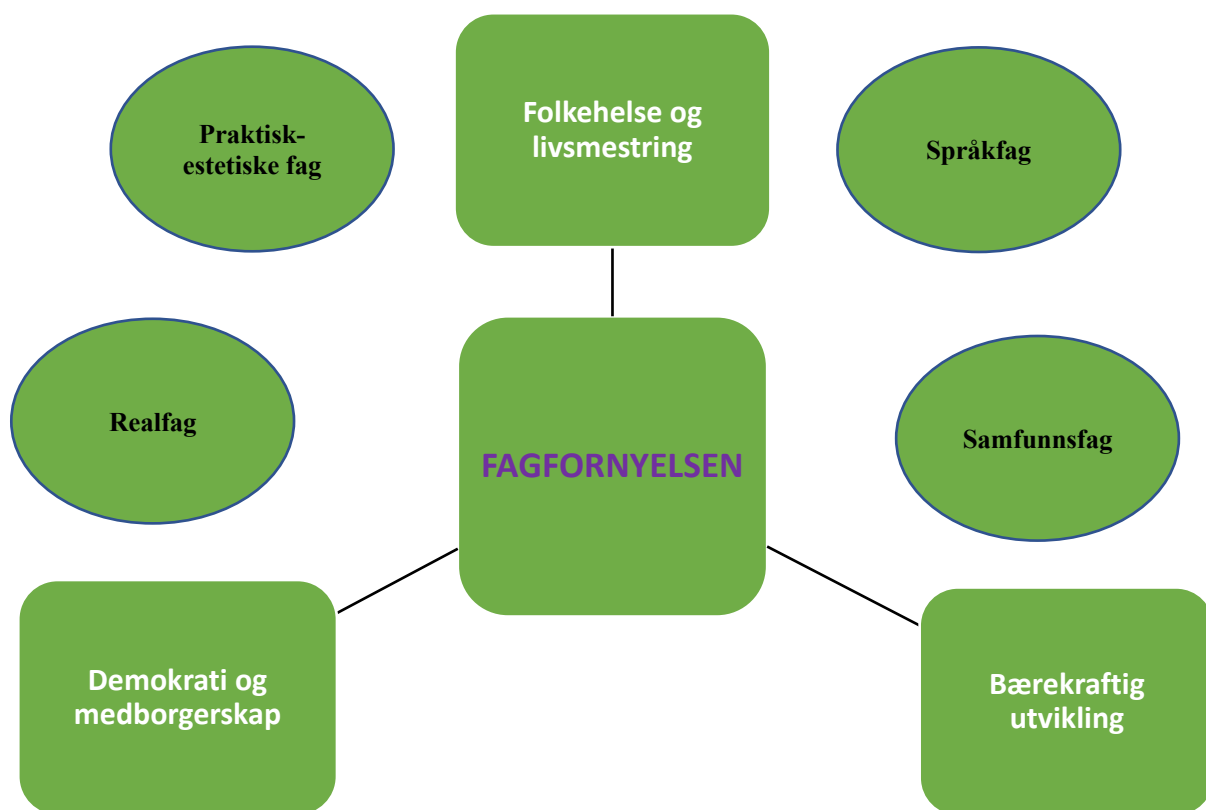 Praktisk-
estetiske fag
Folkehelse og
livsmestring
Språkfag
Realfag
FAGFORNYELSEN
Samfunnsfag
Demokrati og
medborgerskap
Bærekraftig
utvikling